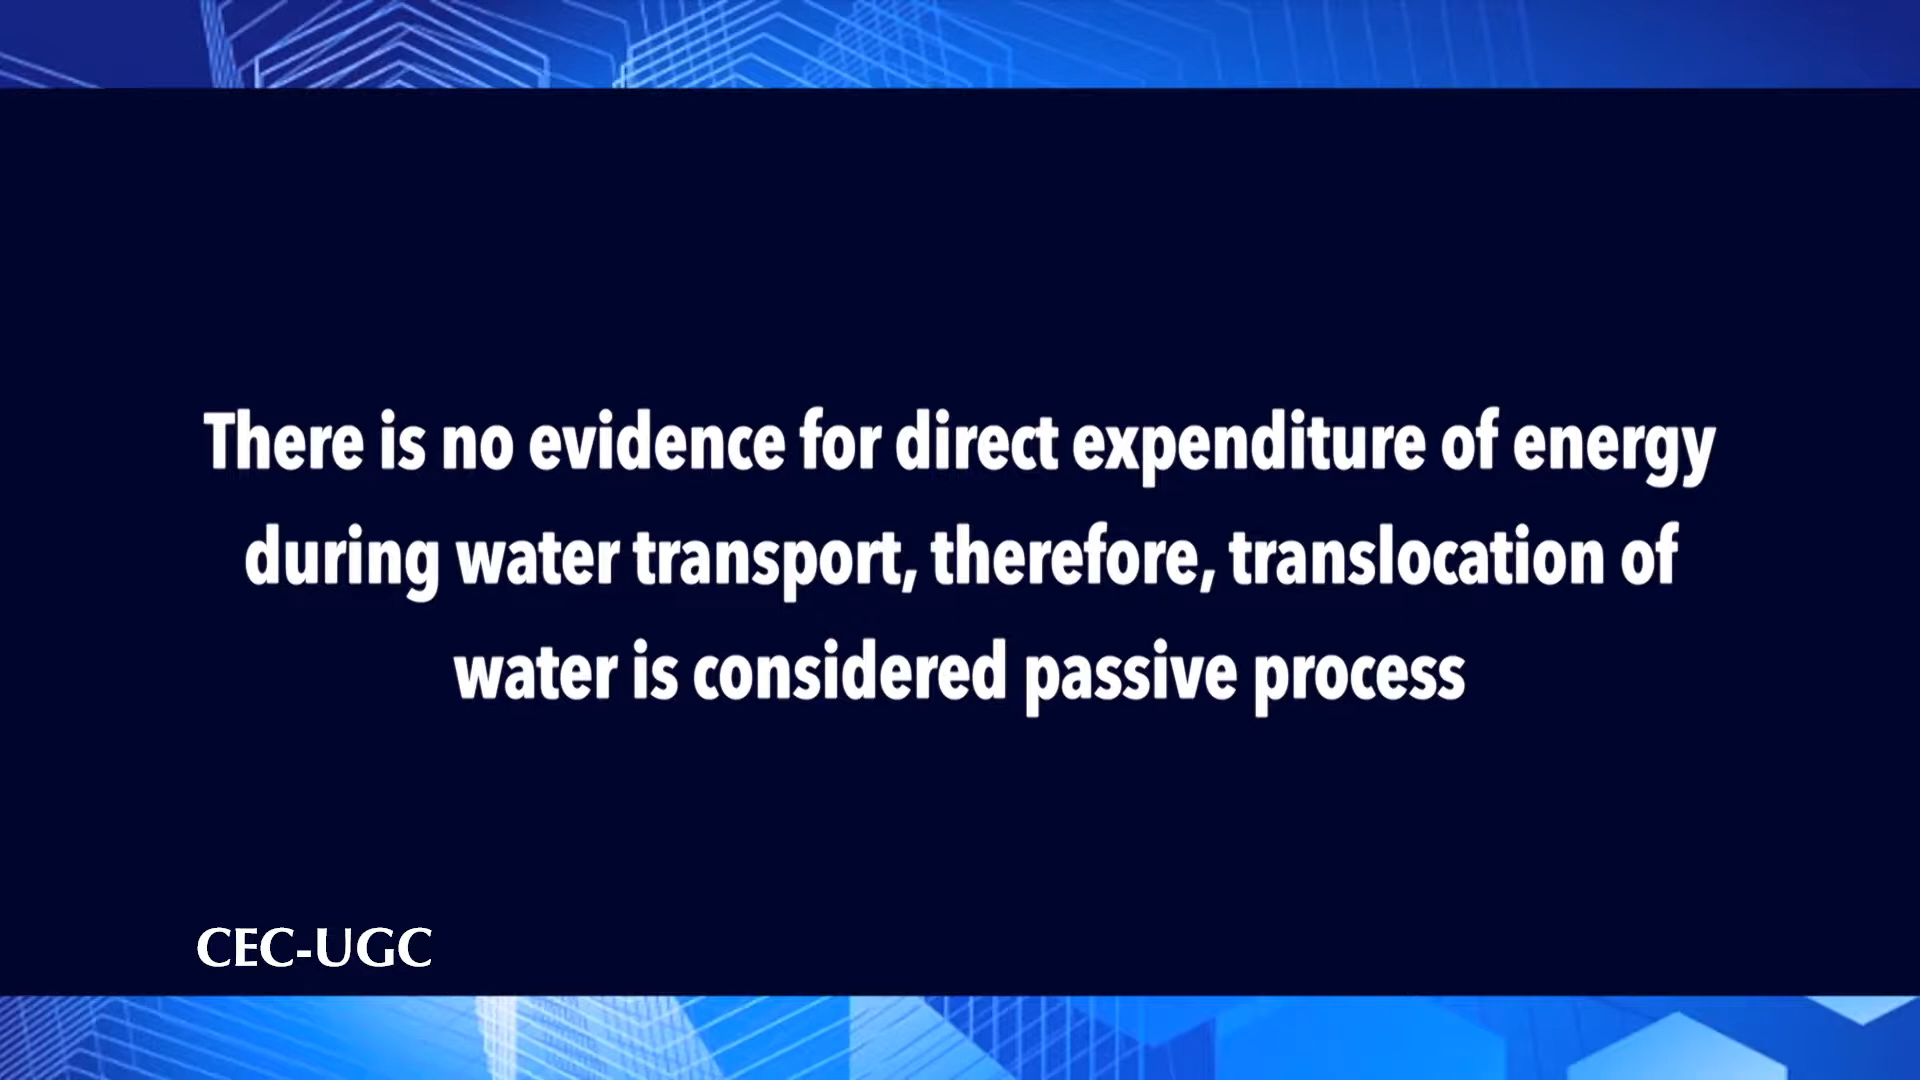 There is no evidence for direct expenditure of energy
during water transport, therefore, translocation of
water is considered passive process
CEC-UGC